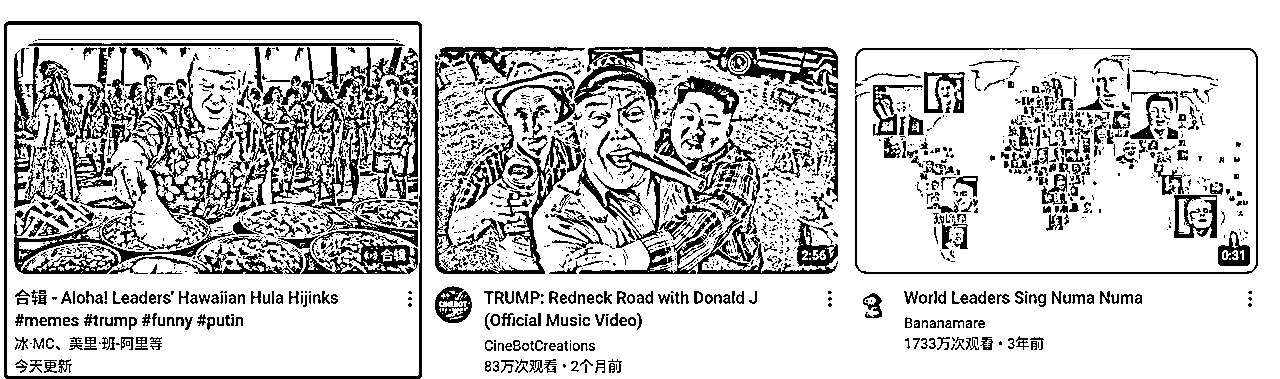 合辑
合辑 - Aloha! Leaders' Hawaiian Hula Hijinks
#memes #trump #funny #putin
冰·MC、美里·班-阿里等
今天更新
2:56
TRUMP: Redneck Road with Donald J
(Official Music Video)
CineBotCreations
83万次观看 • 2个月前
0:31
World Leaders Sing Numa Numa
Bananamare
1733万次观看 • 3年前